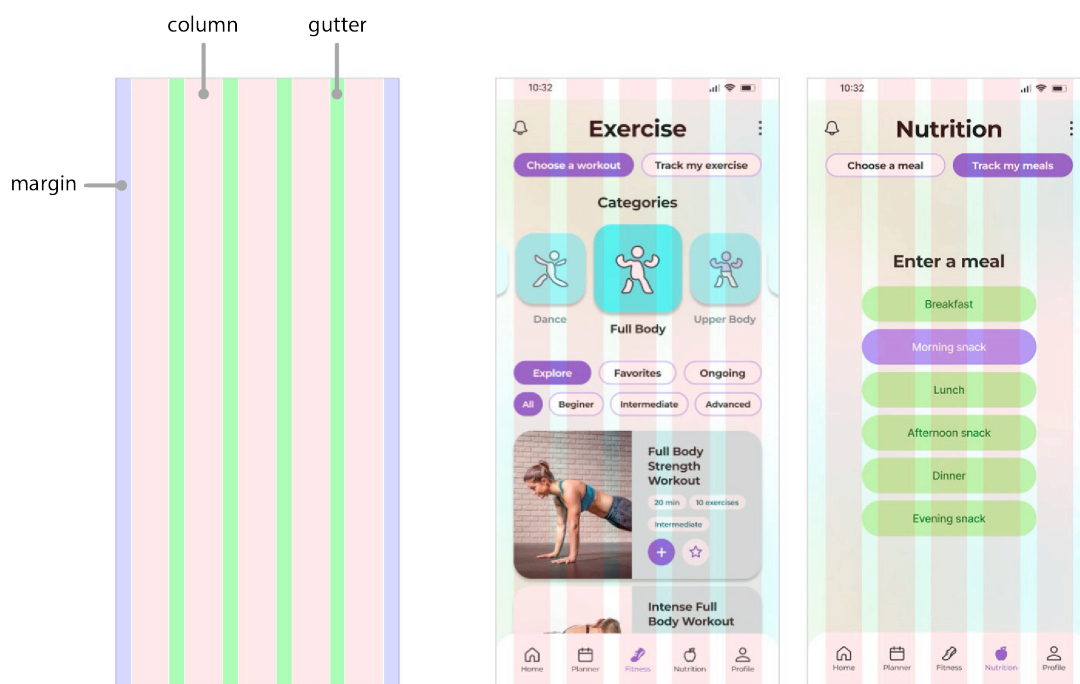 column gutter
margin
10:32
Exercise
Choose a workout Track my exercise
Categories
Dance Full Body Upper Body
Explore Favorites Ongoing
All Beginer Intermediate Advanced
Full Body
Strength
Workout
20 min 10 exercises
Intermediate
Intense Full
Body Workout
Home Planner Fitness Nutrition Profile
10:32
Nutrition
Choose a meal Track my meals
Enter a meal
Breakfast
Morning snack
Lunch
Afternoon snack
Dinner
Evening snack
Home Planner Fitness Nutrition Profile